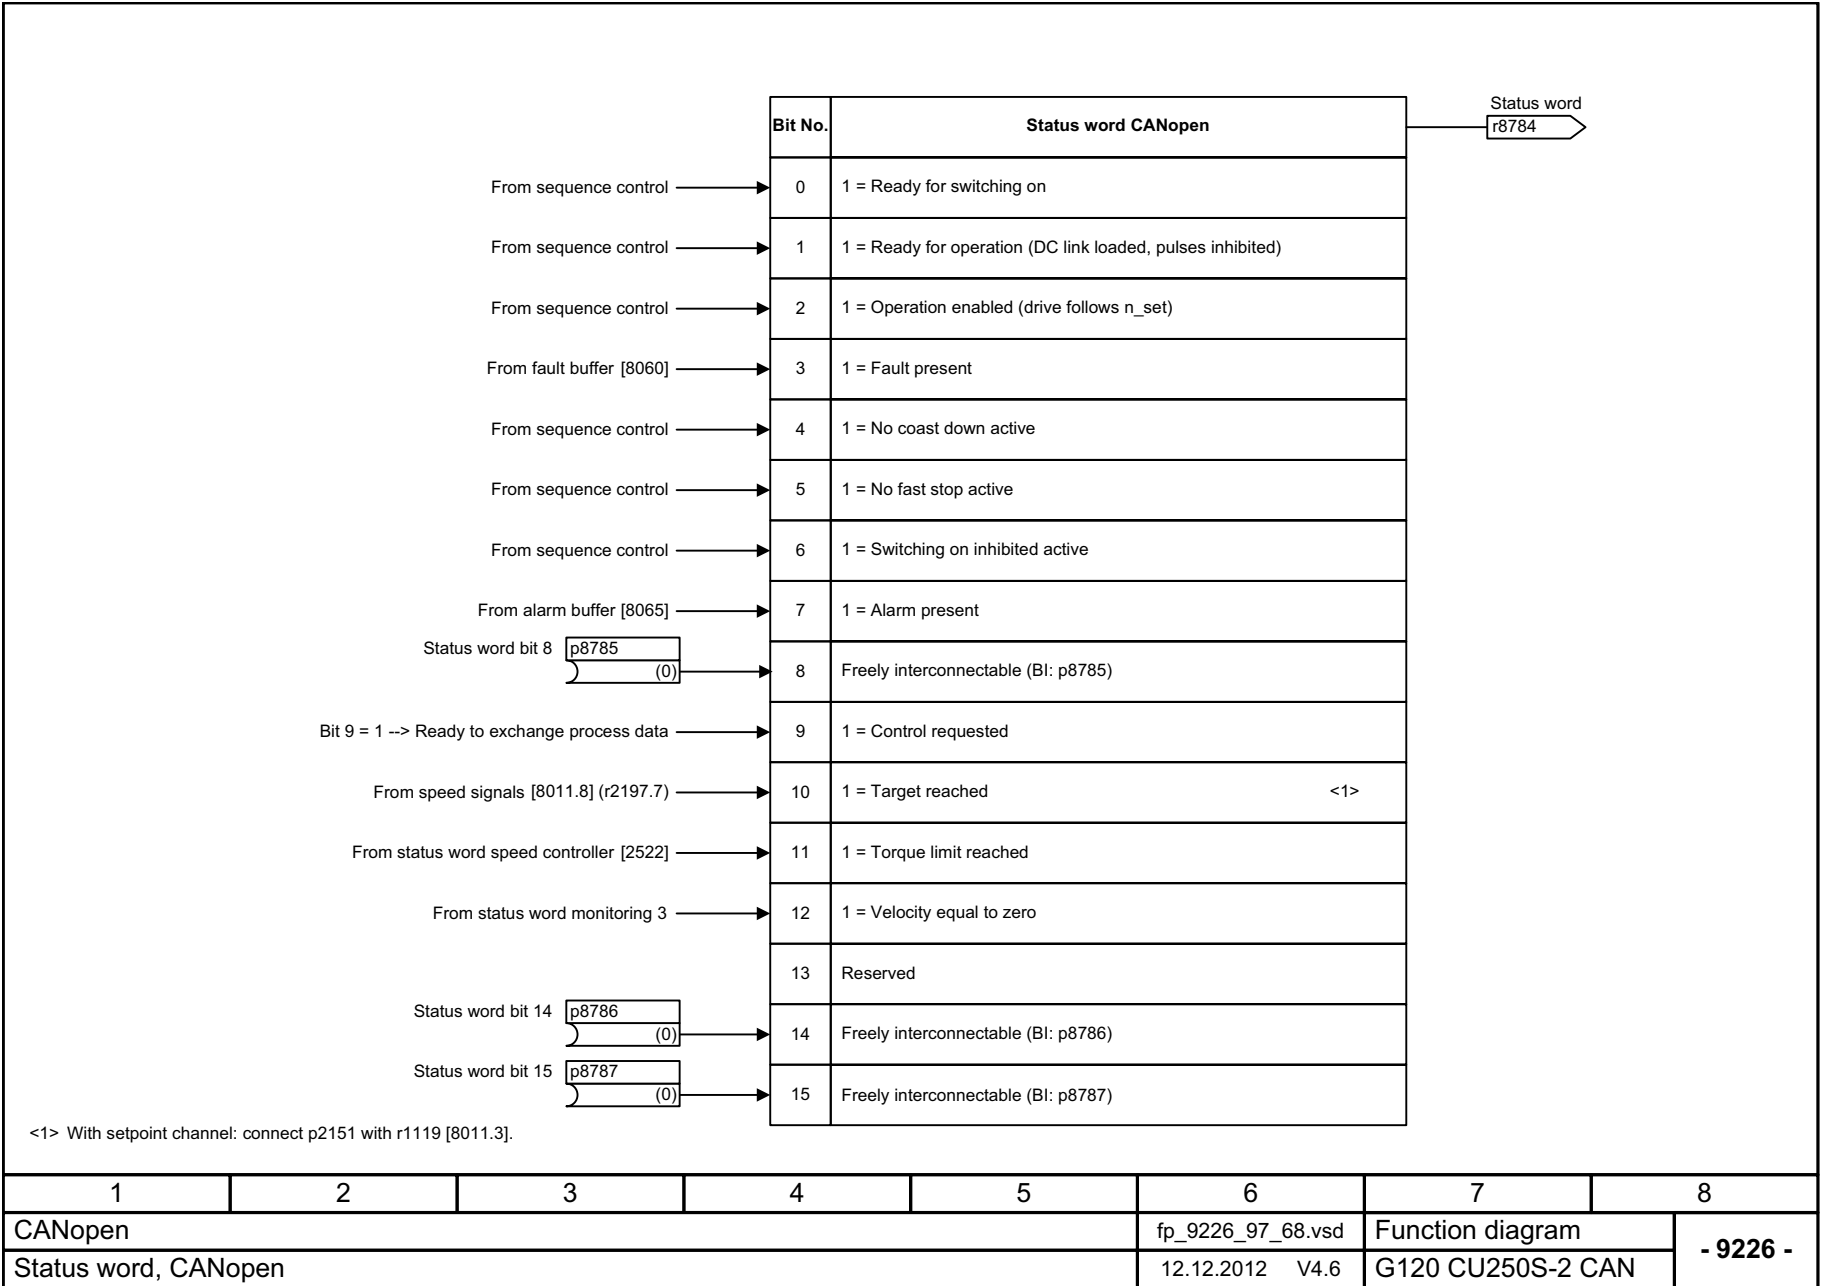 Status word
r8784
Bit No. Status word CANopen
From sequence control 0 1 = Ready for switching on
From sequence control 1 1 = Ready for operation (DC link loaded, pulses inhibited)
From sequence control 2 1 = Operation enabled (drive follows n_set)
From fault buffer [8060] 3 1 = Fault present
From sequence control 4 1 = No coast down active
From sequence control 5 1 = No fast stop active
From sequence control 6 1 = Switching on inhibited active
From alarm buffer [8065] 7 1 = Alarm present
Status word bit 8 p8785
(0) 8 Freely interconnectable (BI: p8785)
Bit 9 = 1 --> Ready to exchange process data 9 1 = Control requested
From speed signals [8011.8] (r2197.7) 10 1 = Target reached <1>
From status word speed controller [2522] 11 1 = Torque limit reached
From status word monitoring 3 12 1 = Velocity equal to zero
13 Reserved
Status word bit 14 p8786
(0) 14 Freely interconnectable (BI: p8786)
Status word bit 15 p8787
(0) 15 Freely interconnectable (BI: p8787)
<1> With setpoint channel: connect p2151 with r1119 [8011.3].
1 2 3 4 5 6 7 8
CANopen fp_9226_97_68.vsd Function diagram - 9226 -
Status word, CANopen 12.12.2012 V4.6 G120 CU250S-2 CAN